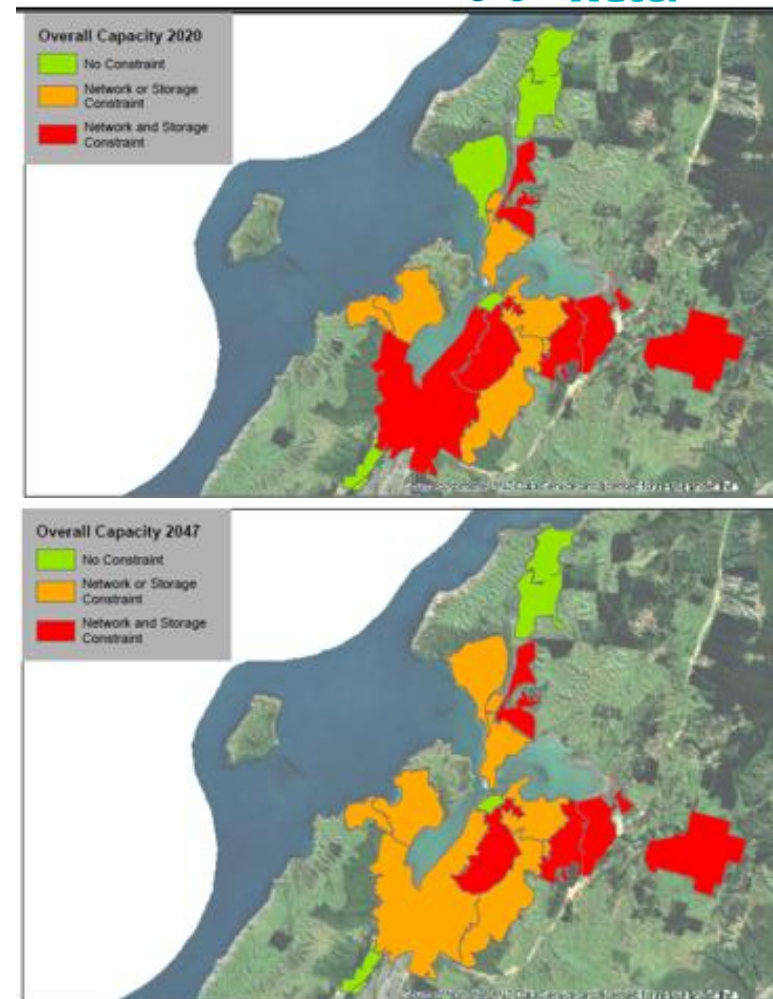 Water
Overall Capacity 2020
No Constraint
Network or Storage
Constraint
Network and Storage
Constraint
Overall Capacity 2047
No Constraint
Network or Storage
Constraint
Network and Storage
Constraint